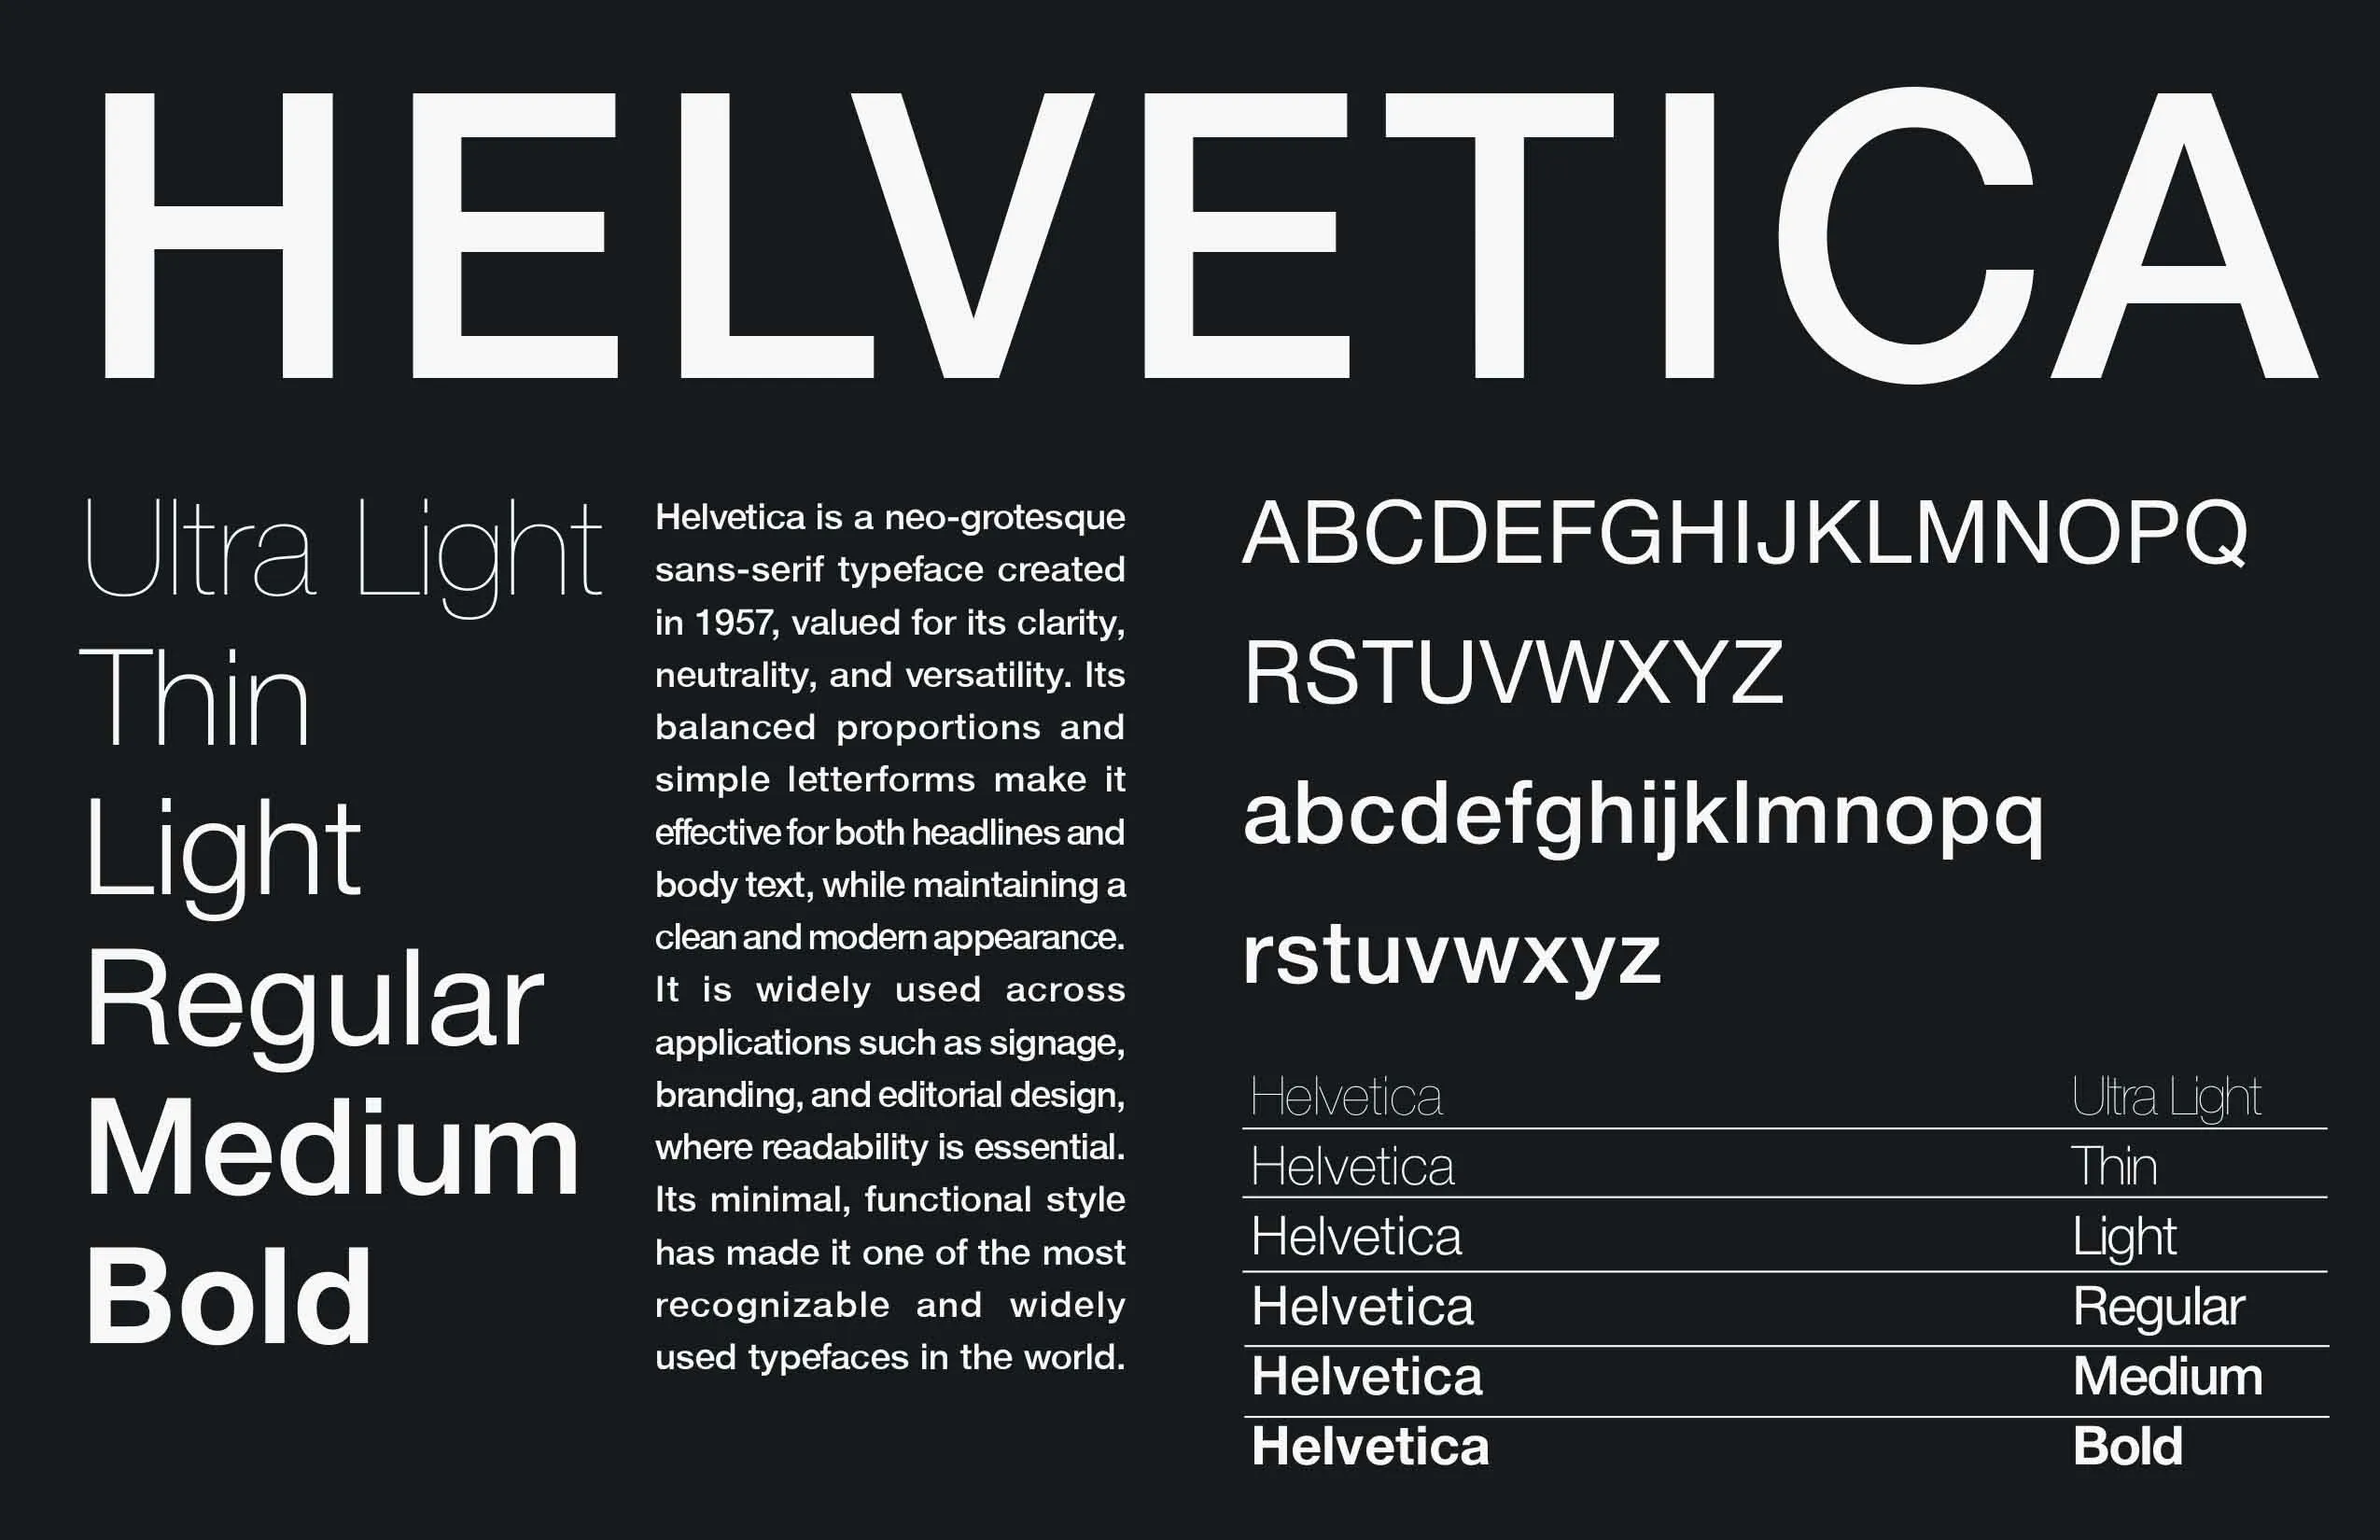 HELVETICA
Ultra Light
Thin
Light
Regular
Medium
Bold
Helvetica is a neo-grotesque
sans-serif typeface created
in 1957, valued for its clarity,
neutrality, and versatility. Its
balanced proportions and
simple letterforms make it
effective for both headlines and
body text, while maintaining a
clean and modern appearance.
It is widely used across
applications such as signage,
branding, and editorial design,
where readability is essential.
Its minimal, functional style
has made it one of the most
recognizable and widely
used typefaces in the world.
ABCDEFGHIJKLMNOPQ
RSTUVWXYZ
abcdefghijklmnopq
rstuvwxyz
Helvetica Ultra Light
Helvetica Thin
Helvetica Light
Helvetica Regular
Helvetica Medium
Helvetica Bold